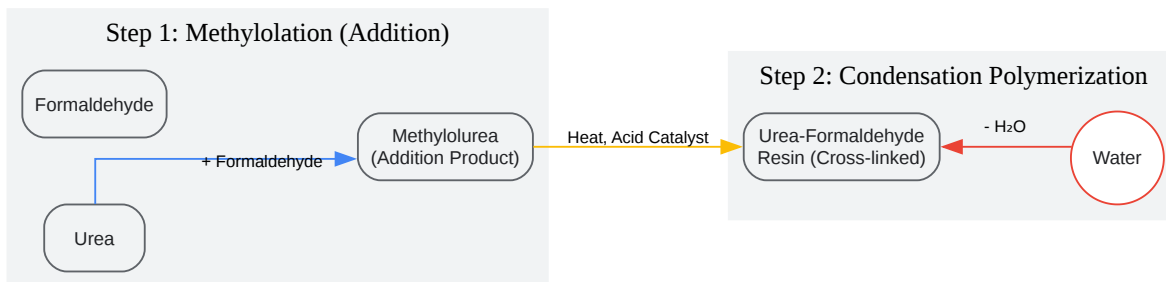 Step 1: Methylolation (Addition)
Formaldehyde
Urea
+ Formaldehyde
Methylolurea
(Addition Product)
Heat, Acid Catalyst
Step 2: Condensation Polymerization
Urea-Formaldehyde
Resin (Cross-linked)
- H₂O
Water